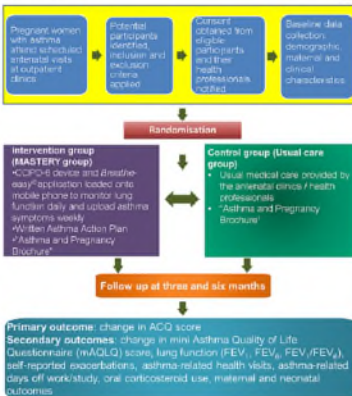 Pregnant women
with asthma
attend scheduled
antenatal visits
at outpatient
clinics
Potential
participants
identified,
inclusion and
exclusion
criteria
applied
Consent
obtained from
eligible
participants
and their
health
professionals
notified
Baseline data
collection:
demographic,
maternal and
clinical
characteristics
Randomisation
Intervention group
(MASTERY group)
•COPD-6 device and Breathe-
easy© application loaded onto
mobile phone to monitor lung
function daily and upload asthma
symptoms weekly
•Written Asthma Action Plan
•"Asthma and Pregnancy
Brochure"
Control group (Usual care
group)
• Usual medical care provided by
the antenatal clinics / health
professionals
• "Asthma and Pregnancy
Brochure"
Follow up at three and six months
Primary outcome: change in ACQ score
Secondary outcomes: change in mini Asthma Quality of Life
Questionnaire (mAQLQ) score, lung function (FEV1, FEV6, FEV1/FEV6),
self-reported exacerbations, asthma-related health visits, asthma-related
days off work/study, oral corticosteroid use, maternal and neonatal
outcomes